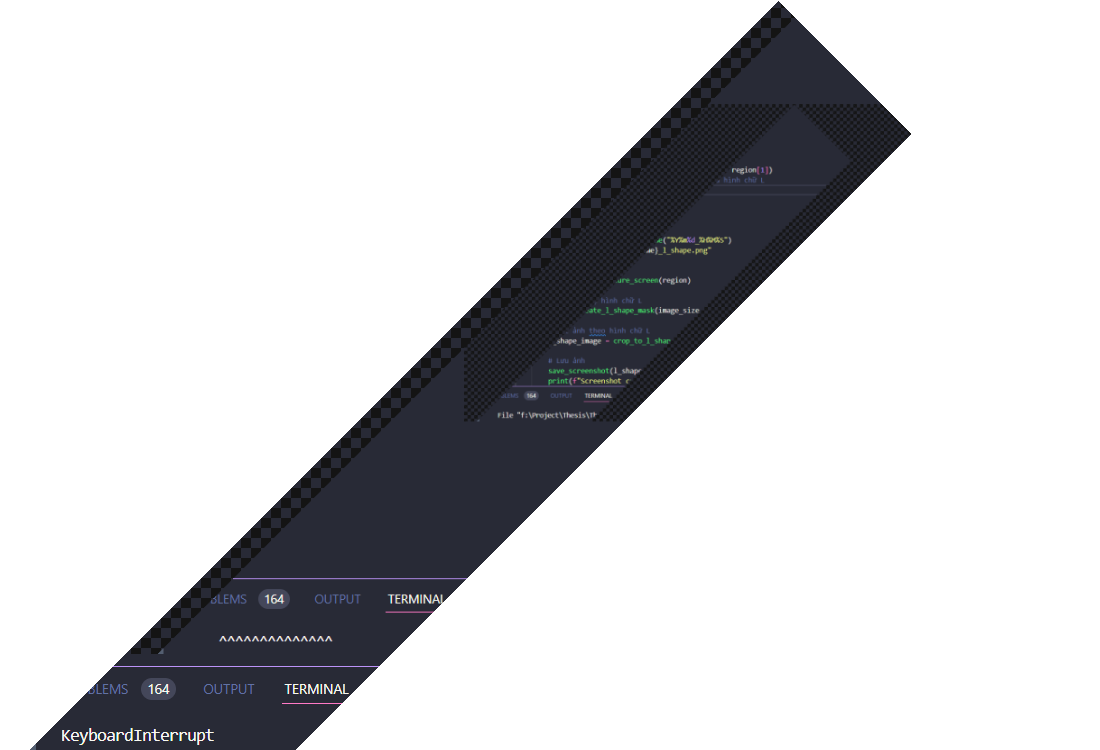 region[1])
hình chữ L
("%Y%m%d_%H%M%S")
_l_shape.png"
ure_screen(region)
hình chữ L
ate_l_shape_mask(image_size
ảnh theo hình chữ L
_shape_image = crop_to_l_shap
# Lưu ảnh
save_screenshot(l_shape
print(f"Screenshot c
BLEMS 164 OUTPUT TERMINAL
File "f:\Project\Thesis\Th
BLEMS 164 OUTPUT TERMINAL
^^^^^^^^^^^^^^
BLEMS 164 OUTPUT TERMINAL
KeyboardInterrupt